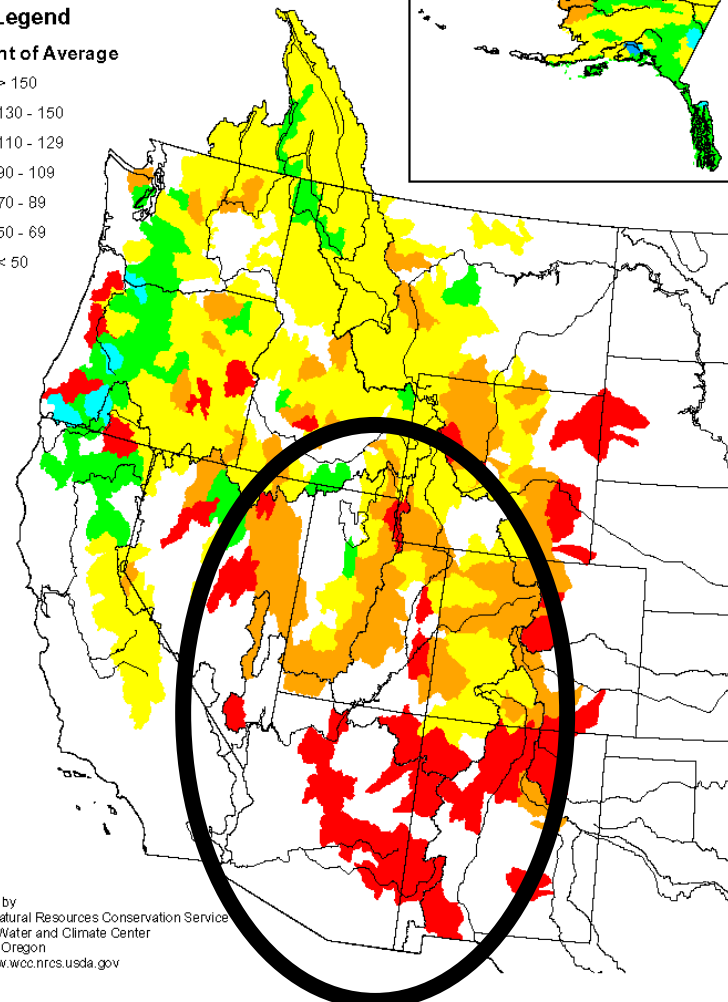 Legend
nt of Average
> 150
130 - 150
110 - 129
90 - 109
70 - 89
50 - 69
< 50
by
atural Resources Conservation Service
Water and Climate Center
Oregon
w.wcc.nrcs.usda.gov